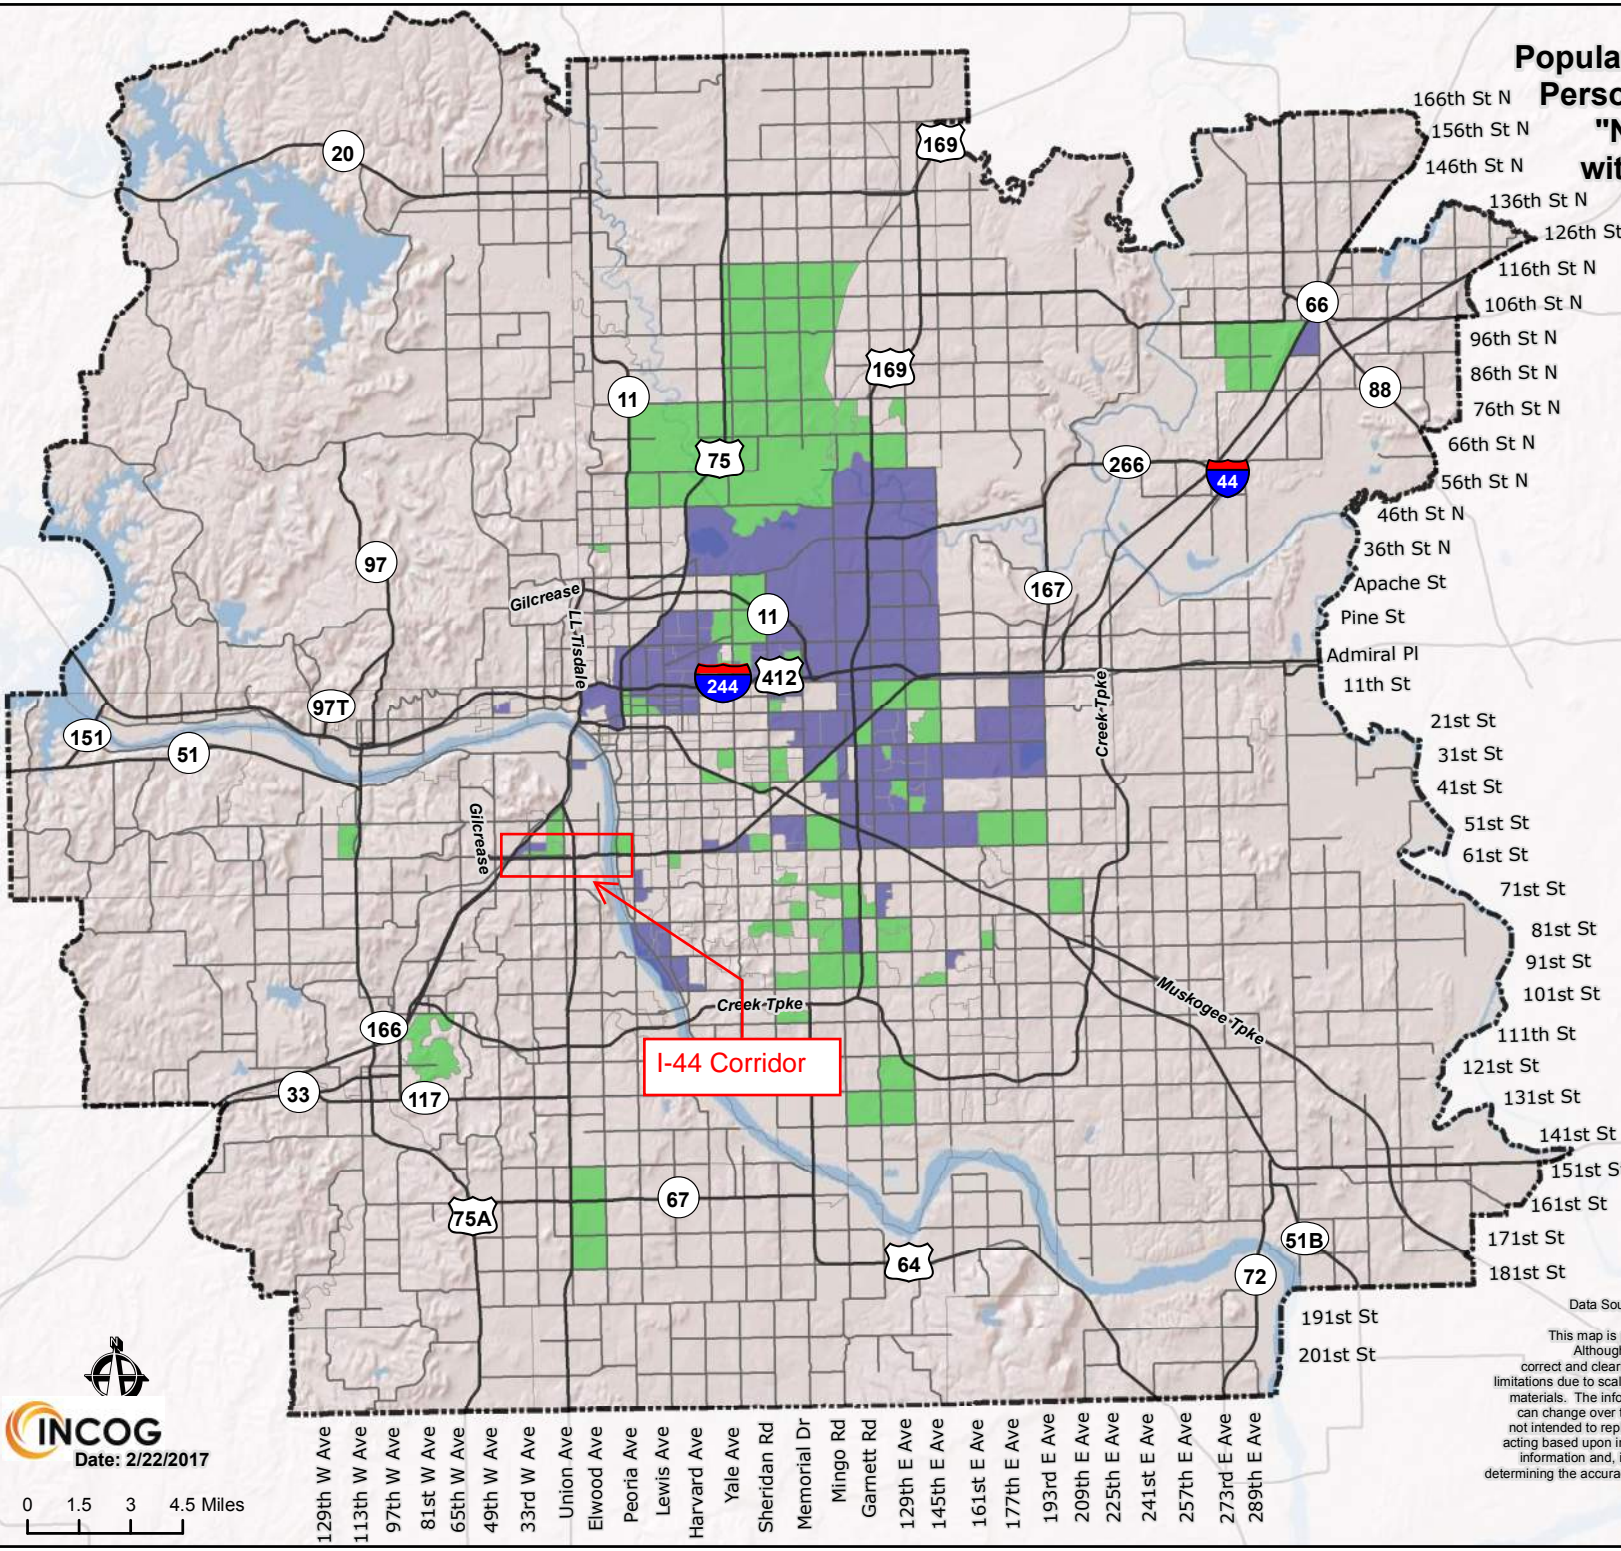 Popula
Perso
"N
wit
166th St N
156th St N
146th St N
136th St N
126th St
116th St N
106th St N
96th St N
86th St N
76th St N
66th St N
56th St N
46th St N
36th St N
Apache St
Pine St
Admiral Pl
11th St
21st St
31st St
41st St
51st St
61st St
71st St
81st St
91st St
101st St
111th St
121st St
131st St
141st St
151st S
161st St
171st St
181st St
191st St
201st St
20
169
66
169
88
11
75
266
44
97
167
Gilcrease
11
LL Tisdale
244
412
97T
151
51
Creek Tpke
Gilcrease
Creek Tpke
Muskogee Tpke
166
I-44 Corridor
33
117
67
75A
64
51B
72
Data Sou
This map is
Although
correct and clear
limitations due to scal
materials. The info
can change over
not intended to rep
acting based upon i
information and, i
determining the accura
N
INCOG
Date: 2/22/2017
0 1.5 3 4.5 Miles
129th W Ave
113th W Ave
97th W Ave
81st W Ave
65th W Ave
49th W Ave
33rd W Ave
Union Ave
Elwood Ave
Peoria Ave
Lewis Ave
Harvard Ave
Yale Ave
Sheridan Rd
Memorial Dr
Mingo Rd
Garnett Rd
129th E Ave
145th E Ave
161st E Ave
177th E Ave
193rd E Ave
209th E Ave
225th E Ave
241st E Ave
257th E Ave
273rd E Ave
289th E Ave